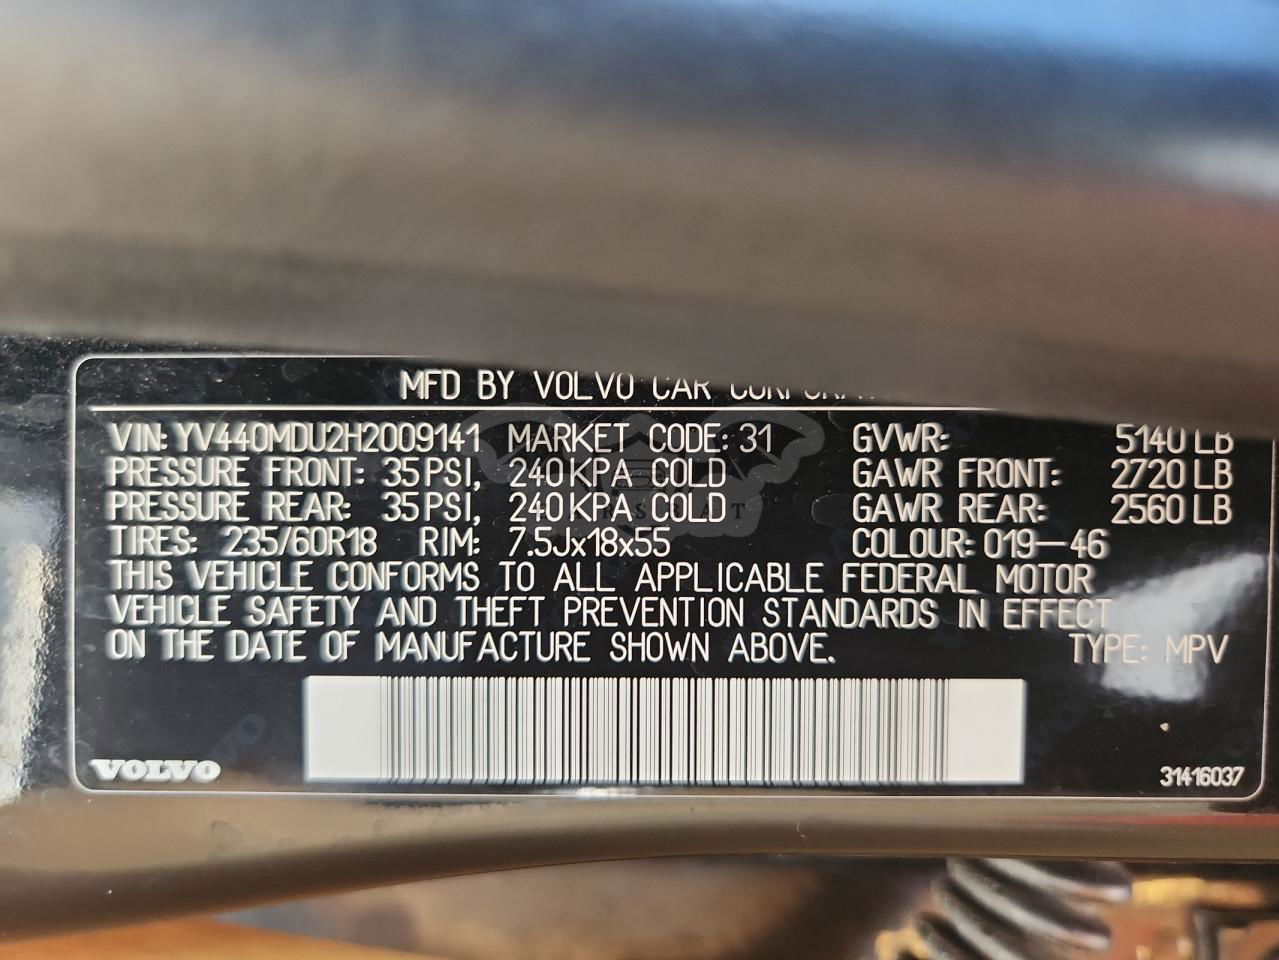 MFD BY VOLVO CAR CORPORAT
VIN: YV440MDU2H2009141 MARKET CODE: 31 GVWR: 5140 LB
PRESSURE FRONT: 35 PSI, 240 KPA COLD GAWR FRONT: 2720 LB
PRESSURE REAR: 35 PSI, 240 KPA COLD GAWR REAR: 2560 LB
TIRES: 235/60R18 RIM: 7.5Jx18x55 COLOUR: 019-46
THIS VEHICLE CONFORMS TO ALL APPLICABLE FEDERAL MOTOR
VEHICLE SAFETY AND THEFT PREVENTION STANDARDS IN EFFECT
ON THE DATE OF MANUFACTURE SHOWN ABOVE. TYPE: MPV
VOLVO
31416037